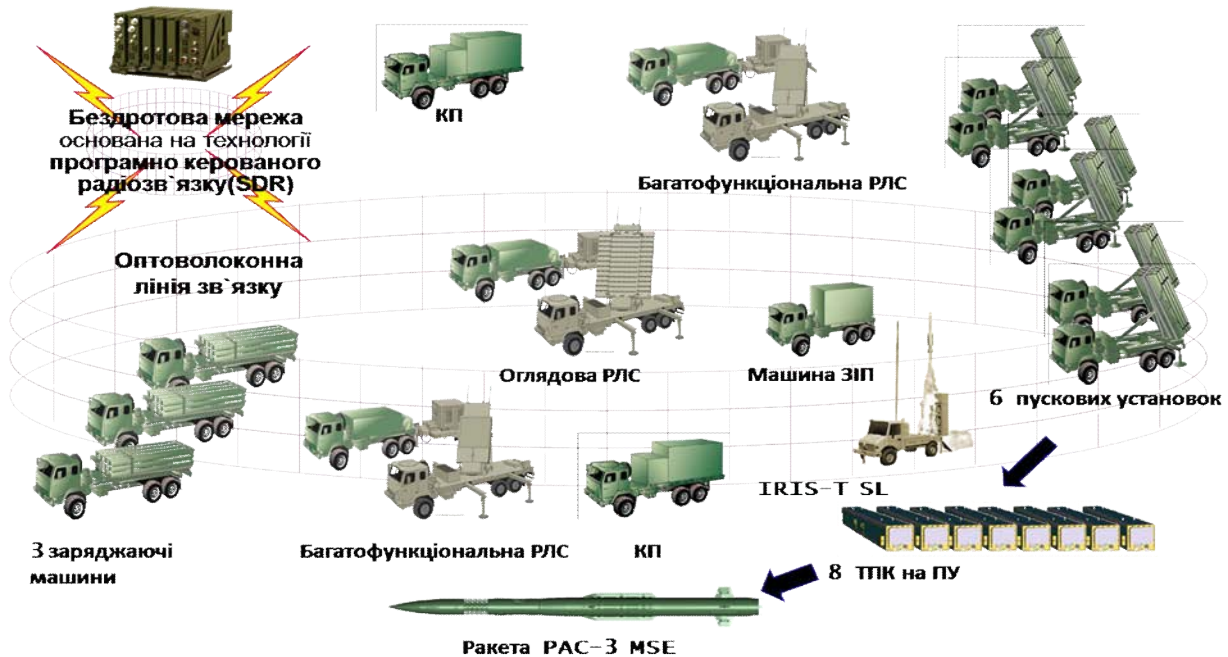 Бездротова мережа
основана на технології
програмно керованого
радіозв`язку(SDR)
КП
Багатофункціональна РЛС
Оптоволоконна
лінія зв`язку
Оглядова РЛС
Машина ЗІП
6 пускових установок
IRIS-T SL
3 заряджаючі
машини
Багатофункціональна РЛС
КП
8 ТПК на ПУ
Ракета PAC-3 MSE